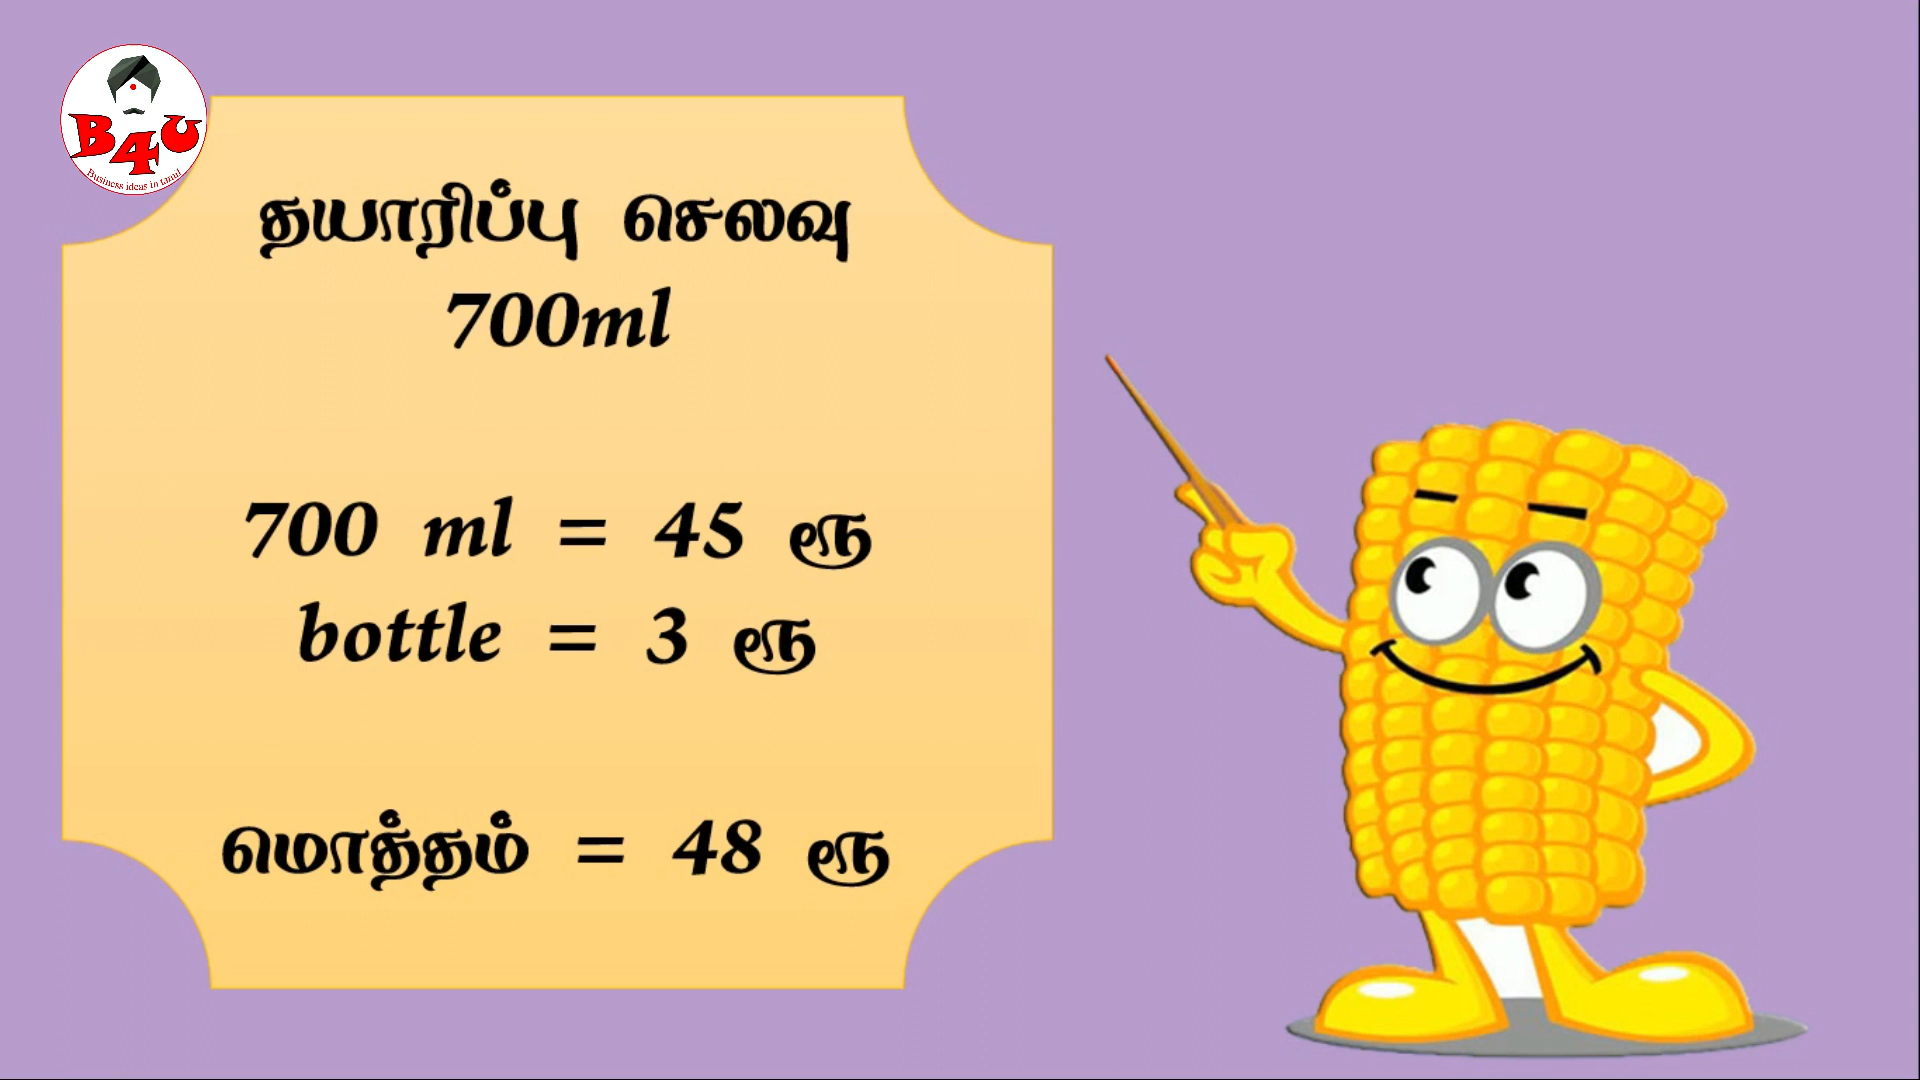 B4U
Business ideas in tamil
தயாரிப்பு செலவு
700ml
700 ml = 45 ரூ
bottle = 3 ரூ
மொத்தம் = 48 ரூ